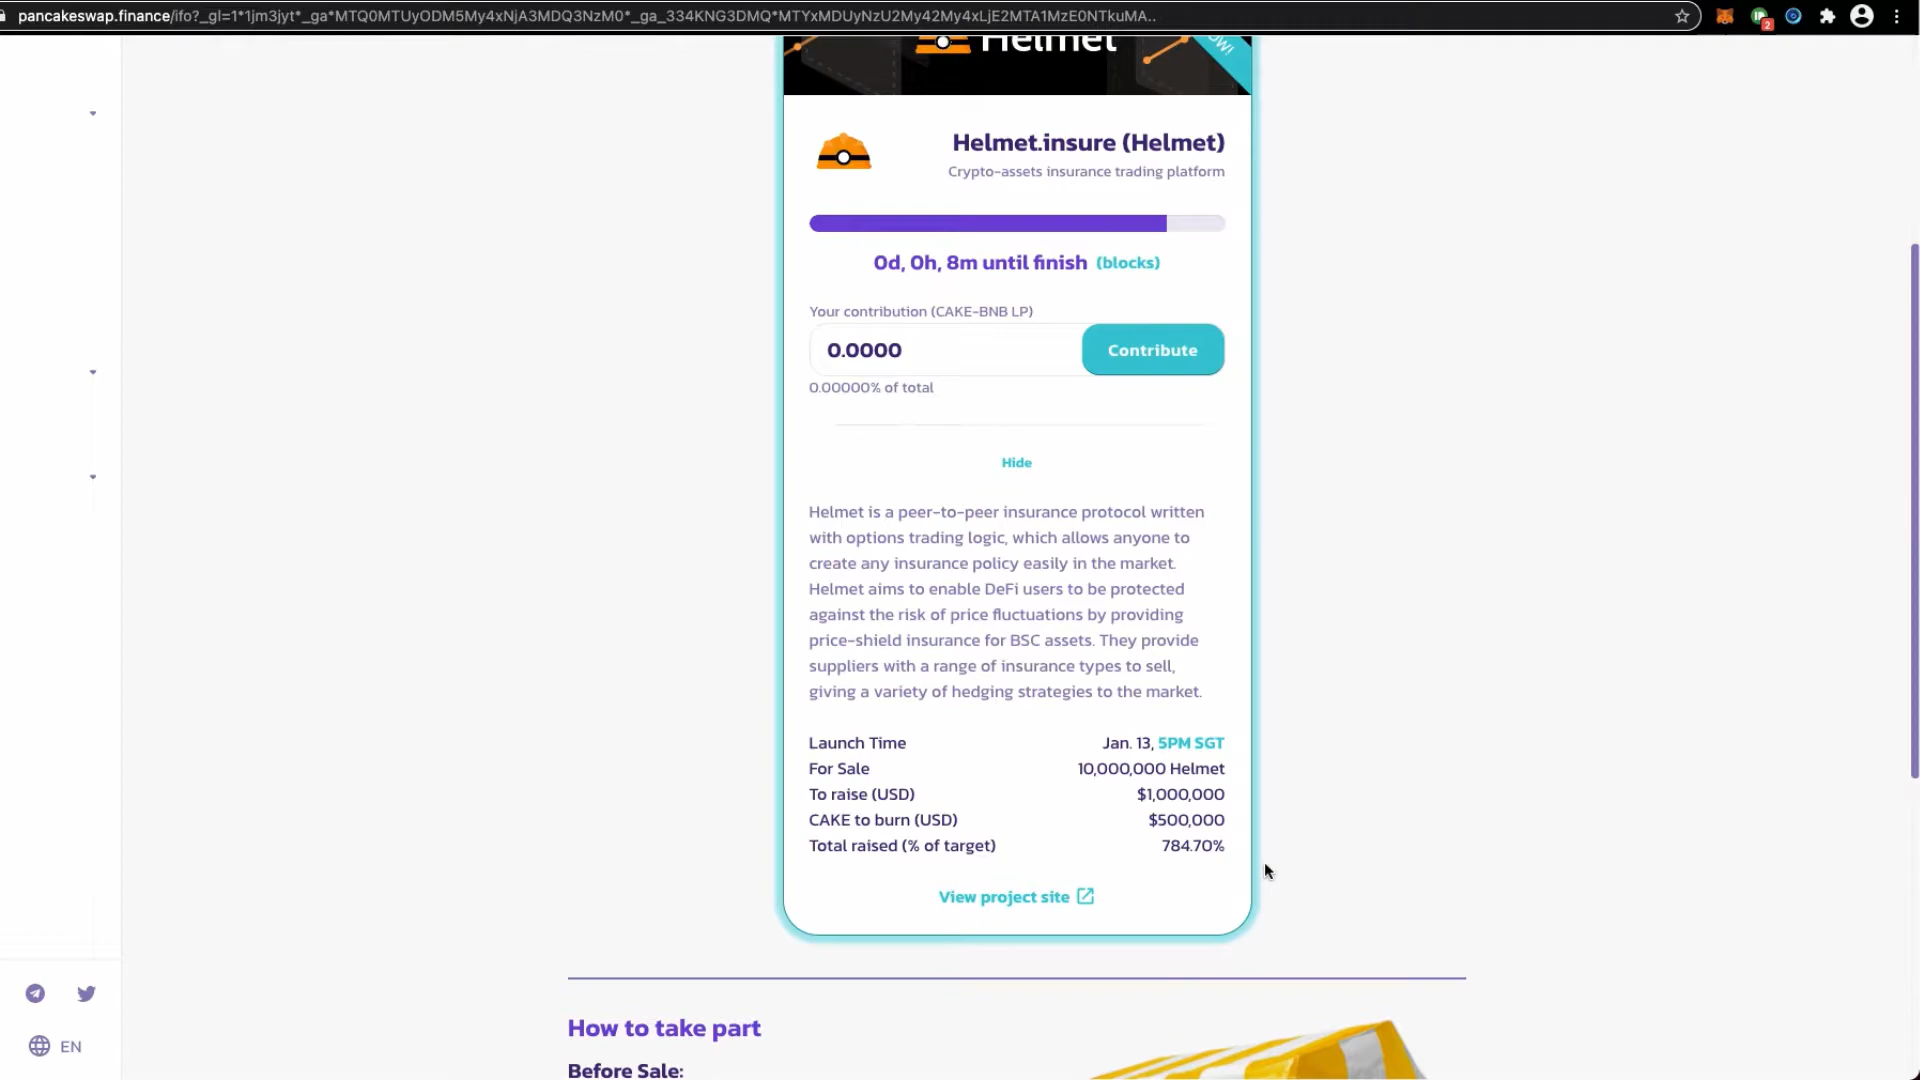 pancakeswap.finance/ifo?_gl=1*1jm3jyt*_ga*MTQ0MTUyODM5My4xNjA3MDQ3NzM0*_ga_334KNG3DMQ*MTYxMDUyNzU2My42My4xLjE2MTA1MzE0NTkuMA..
2
Helmet
OW!
Helmet.insure (Helmet)
Crypto-assets insurance trading platform
0d, 0h, 8m until finish (blocks)
Your contribution (CAKE-BNB LP)
0.0000
Contribute
0.00000% of total
Hide
Helmet is a peer-to-peer insurance protocol written
with options trading logic, which allows anyone to
create any insurance policy easily in the market.
Helmet aims to enable DeFi users to be protected
against the risk of price fluctuations by providing
price-shield insurance for BSC assets. They provide
suppliers with a range of insurance types to sell,
giving a variety of hedging strategies to the market.
Launch Time Jan. 13, 5PM SGT
For Sale 10,000,000 Helmet
To raise (USD) $1,000,000
CAKE to burn (USD) $500,000
Total raised (% of target) 784.70%
View project site
How to take part
Before Sale:
EN